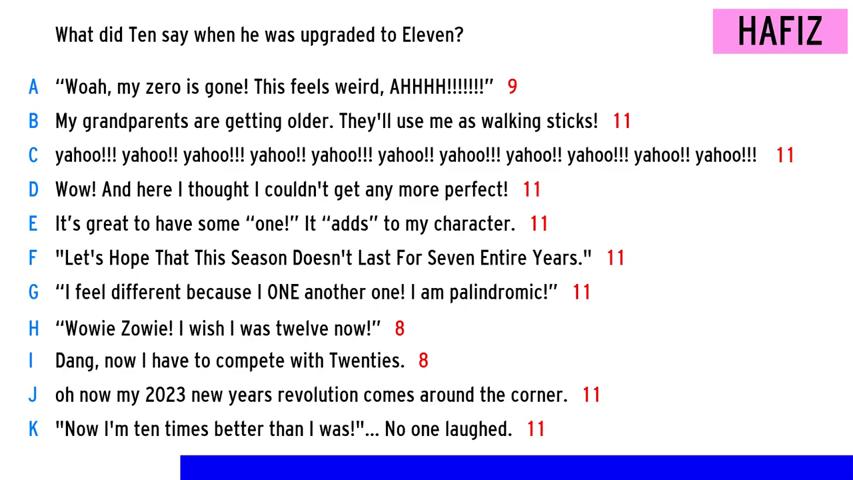 What did Ten say when he was upgraded to Eleven?
HAFIZ
A “Woah, my zero is gone! This feels weird, AHHHH!!!!!!!” 9
B My grandparents are getting older. They'll use me as walking sticks! 11
C yahoo!!! yahoo!! yahoo!!! yahoo!! yahoo!!! yahoo!! yahoo!!! yahoo!! yahoo!!! yahoo!! yahoo!!! 11
D Wow! And here I thought I couldn't get any more perfect! 11
E It’s great to have some “one!” It “adds” to my character. 11
F "Let's Hope That This Season Doesn't Last For Seven Entire Years." 11
G “I feel different because I ONE another one! I am palindromic!” 11
H “Wowie Zowie! I wish I was twelve now!” 8
I Dang, now I have to compete with Twenties. 8
J oh now my 2023 new years revolution comes around the corner. 11
K "Now I'm ten times better than I was!"... No one laughed. 11